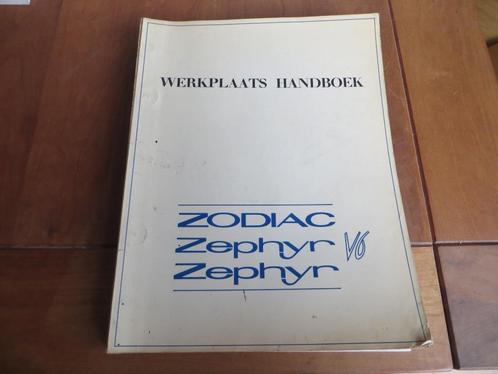 WERKPLAATS HANDBOEK
ZODIAC
Zephyr V6
Zephyr